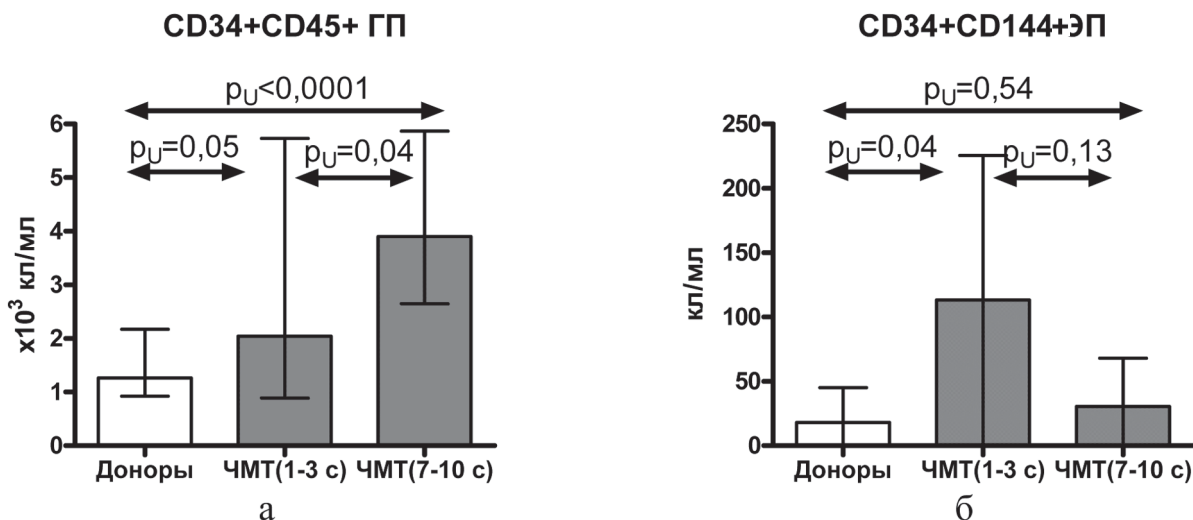 CD34+CD45+ ГП
pU<0,0001
pU=0,05
pU=0,04
x10³ кл/мл
6
5
4
3
2
1
0
Доноры
ЧМТ(1-3 с)
ЧМТ(7-10 с)
а
CD34+CD144+ЭП
pU=0,54
pU=0,04
pU=0,13
кл/мл
250
200
150
100
50
0
Доноры
ЧМТ(1-3 с)
ЧМТ(7-10 с)
б